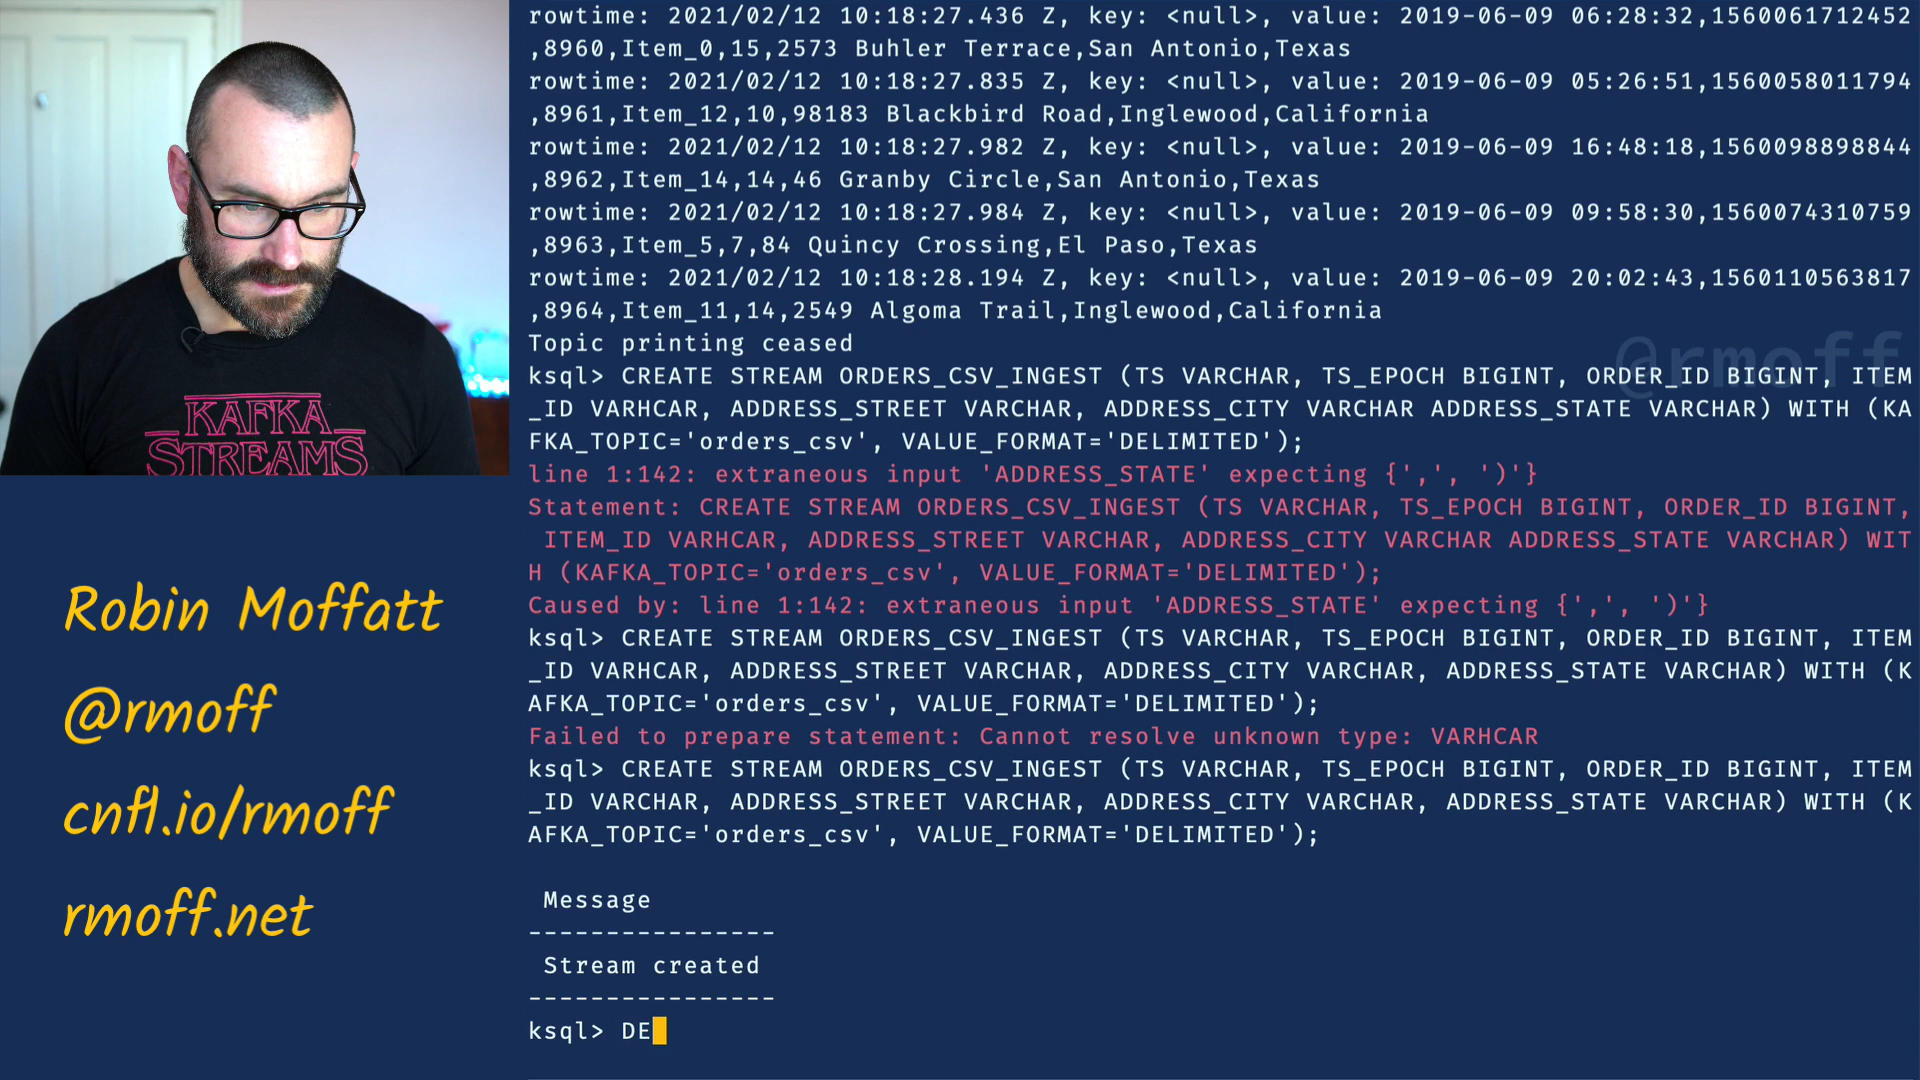 KAFKA
STREAMS
Robin Moffatt
@rmoff
cnfl.io/rmoff
rmoff.net
rowtime: 2021/02/12 10:18:27.436 Z, key: <null>, value: 2019-06-09 06:28:32,1560061712452
,8960,Item_0,15,2573 Buhler Terrace,San Antonio,Texas
rowtime: 2021/02/12 10:18:27.835 Z, key: <null>, value: 2019-06-09 05:26:51,1560058011794
,8961,Item_12,10,98183 Blackbird Road,Inglewood,California
rowtime: 2021/02/12 10:18:27.982 Z, key: <null>, value: 2019-06-09 16:48:18,1560098898844
,8962,Item_14,14,46 Granby Circle,San Antonio,Texas
rowtime: 2021/02/12 10:18:27.984 Z, key: <null>, value: 2019-06-09 09:58:30,1560074310759
,8963,Item_5,7,84 Quincy Crossing,El Paso,Texas
rowtime: 2021/02/12 10:18:28.194 Z, key: <null>, value: 2019-06-09 20:02:43,1560110563817
,8964,Item_11,14,2549 Algoma Trail,Inglewood,California
Topic printing ceased
@rmoff
ksql> CREATE STREAM ORDERS_CSV_INGEST (TS VARCHAR, TS_EPOCH BIGINT, ORDER_ID BIGINT, ITEM
_ID VARHCAR, ADDRESS_STREET VARCHAR, ADDRESS_CITY VARCHAR ADDRESS_STATE VARCHAR) WITH (KA
FKA_TOPIC='orders_csv', VALUE_FORMAT='DELIMITED');
line 1:142: extraneous input 'ADDRESS_STATE' expecting {',', ')'}
Statement: CREATE STREAM ORDERS_CSV_INGEST (TS VARCHAR, TS_EPOCH BIGINT, ORDER_ID BIGINT,
ITEM_ID VARHCAR, ADDRESS_STREET VARCHAR, ADDRESS_CITY VARCHAR ADDRESS_STATE VARCHAR) WIT
H (KAFKA_TOPIC='orders_csv', VALUE_FORMAT='DELIMITED');
Caused by: line 1:142: extraneous input 'ADDRESS_STATE' expecting {',', ')'}
ksql> CREATE STREAM ORDERS_CSV_INGEST (TS VARCHAR, TS_EPOCH BIGINT, ORDER_ID BIGINT, ITEM
_ID VARHCAR, ADDRESS_STREET VARCHAR, ADDRESS_CITY VARCHAR, ADDRESS_STATE VARCHAR) WITH (K
AFKA_TOPIC='orders_csv', VALUE_FORMAT='DELIMITED');
Failed to prepare statement: Cannot resolve unknown type: VARHCAR
ksql> CREATE STREAM ORDERS_CSV_INGEST (TS VARCHAR, TS_EPOCH BIGINT, ORDER_ID BIGINT, ITEM
_ID VARCHAR, ADDRESS_STREET VARCHAR, ADDRESS_CITY VARCHAR, ADDRESS_STATE VARCHAR) WITH (K
AFKA_TOPIC='orders_csv', VALUE_FORMAT='DELIMITED');
Message
----------------
Stream created
----------------
ksql> DE